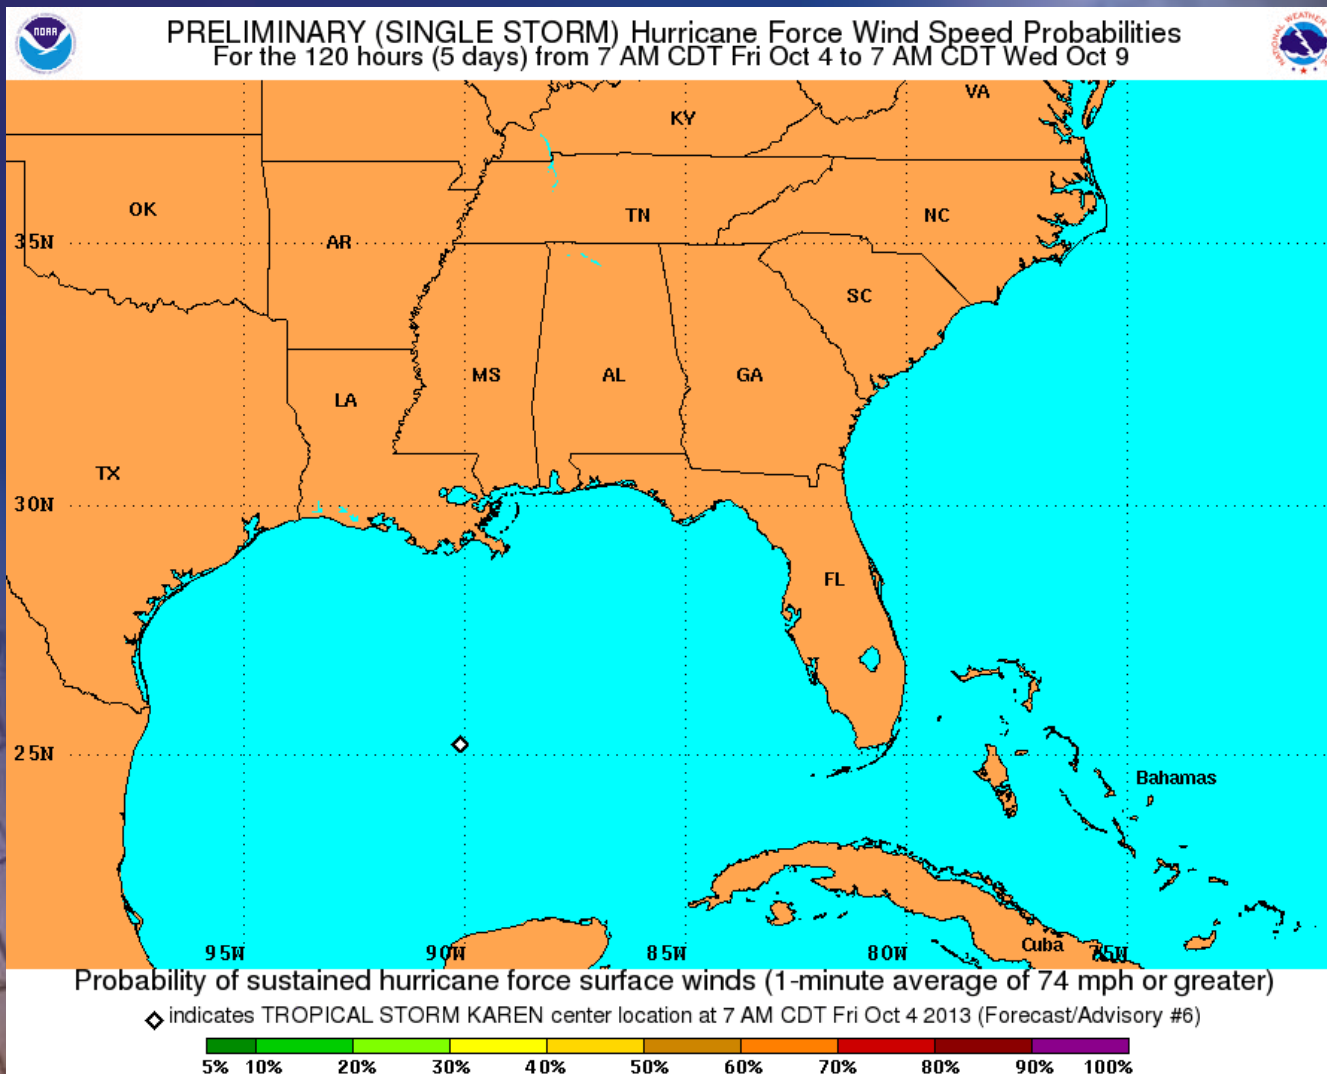 NOAA
PRELIMINARY (SINGLE STORM) Hurricane Force Wind Speed Probabilities
For the 120 hours (5 days) from 7 AM CDT Fri Oct 4 to 7 AM CDT Wed Oct 9
NATIONAL WEATHER
VA
KY
OK
TN
NC
35N
AR
SC
MS
AL
GA
LA
TX
30N
FL
25N
Bahamas
Cuba
95W
90W
85W
80W
75W
Probability of sustained hurricane force surface winds (1-minute average of 74 mph or greater)
indicates TROPICAL STORM KAREN center location at 7 AM CDT Fri Oct 4 2013 (Forecast/Advisory #6)
5% 10% 20% 30% 40% 50% 60% 70% 80% 90% 100%